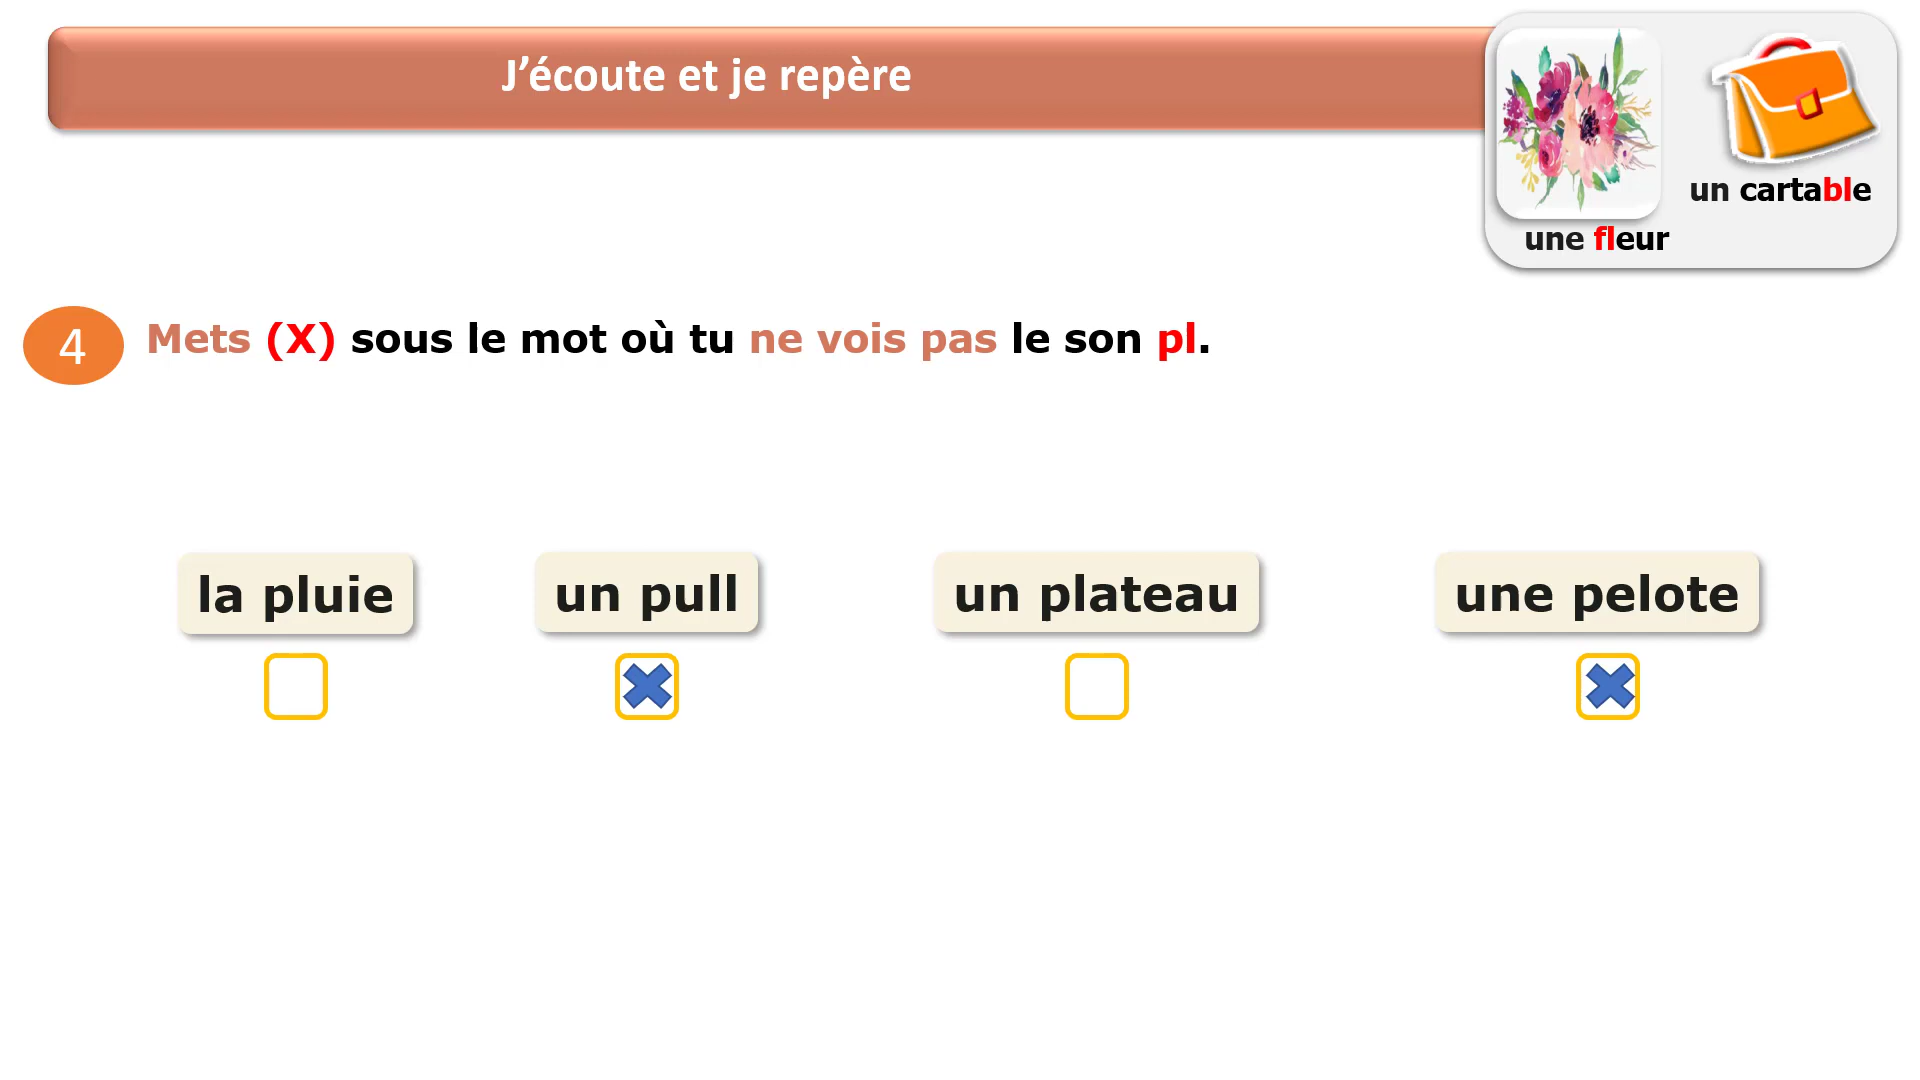 J’écoute et je repère
un cartable
une fleur
4
Mets (X) sous le mot où tu ne vois pas le son pl.
la pluie
un pull
un plateau
une pelote